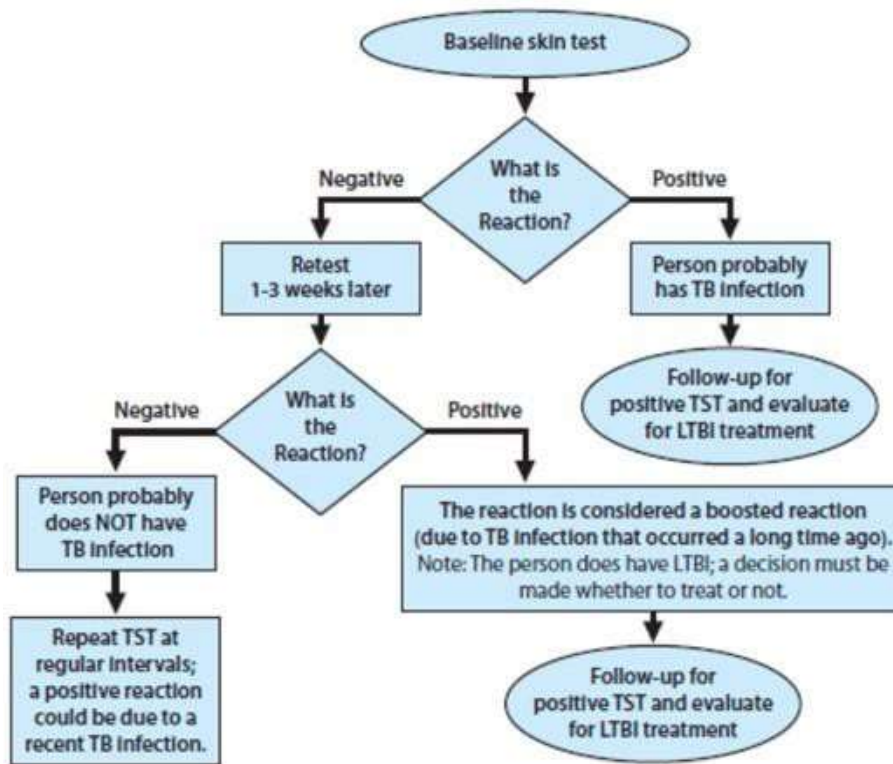 Baseline skin test
What is
the
Reaction?
Negative
Positive
Retest
1-3 weeks later
Person probably
has TB infection
Follow-up for
positive TST and evaluate
for LTBI treatment
What is
the
Reaction?
Negative
Positive
Person probably
does NOT have
TB infection
The reaction is considered a boosted reaction
(due to TB infection that occurred a long time ago).
Note: The person does have LTBI; a decision must be
made whether to treat or not.
Repeat TST at
regular intervals;
a positive reaction
could be due to a
recent TB infection.
Follow-up for
positive TST and evaluate
for LTBI treatment